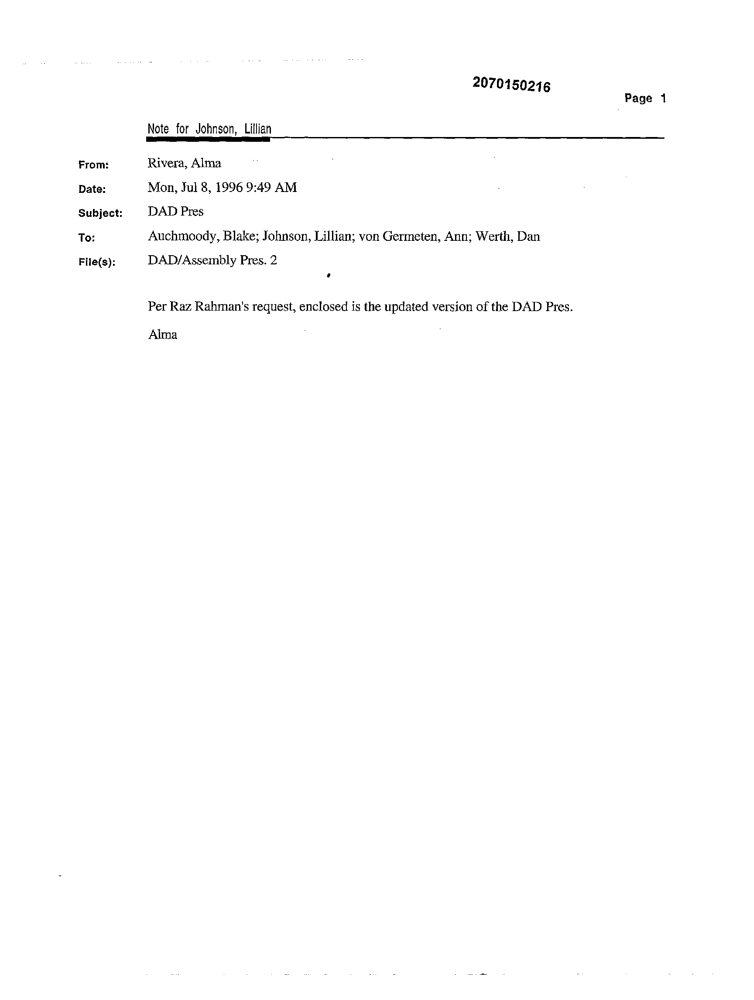 2070150216
Page 1
Note for Johnson, Lillian
From: Rivera, Alma
Date: Mon, Jul 8, 1996 9:49 AM
Subject: DAD Pres
To: Auchmoody, Blake; Johnson, Lillian; von Germeten, Ann; Werth, Dan
File(s): DAD/Assembly Pres. 2
Per Raz Rahman's request, enclosed is the updated version of the DAD Pres.
Alma